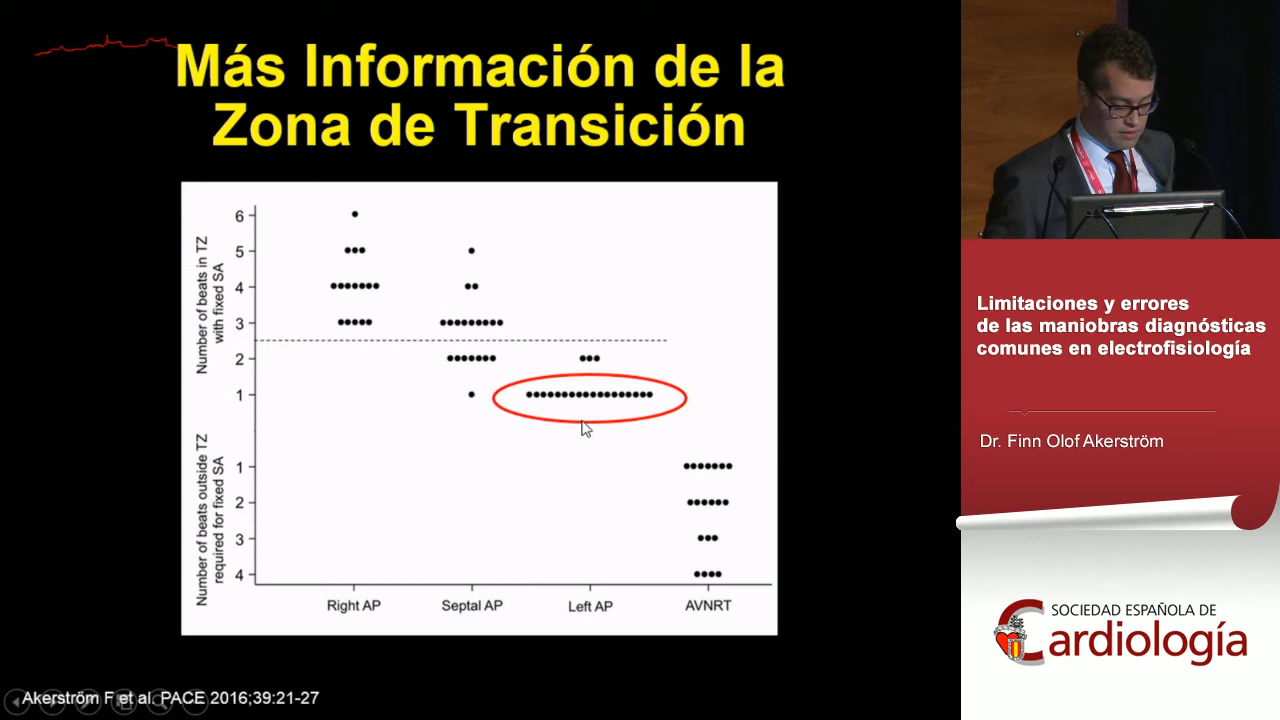 Más Información de la
Zona de Transición
Number of beats in TZ
with fixed SA
6
5
4
3
2
1
Number of beats outside TZ
required for fixed SA
1
2
3
4
Right AP
Septal AP
Left AP
AVNRT
Akerström F et al. PACE 2016;39:21-27
Limitaciones y errores
de las maniobras diagnósticas
comunes en electrofisiología
Dr. Finn Olof Akerström
SOCIEDAD ESPAÑOLA DE
Cardiología